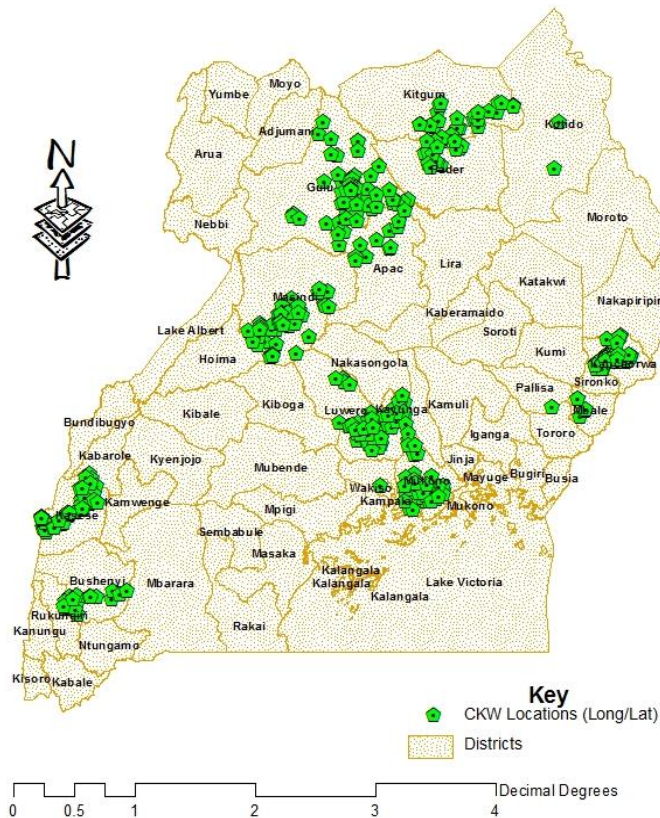 Moyo
Yumbe
Kitgum
Adjumani
Kotido
Arua
Pader
Gulu
Nebbi
Moroto
Apac
Lira
Katakwi
Masindi
Nakapiripiri
Kaberamaido
Lake Albert
Soroti
Hoima
Kumi
Nakasongola
Sironko
Pallisa
Kiboga
Kamuli
Luwero
Kayunga
Mbale
Kibale
Bundibugyo
Iganga
Tororo
Kabarole
Kyenjojo
Jinja
Mubende
Mayuge
Bugiri
Busia
Wakiso
Mukono
Kamwenge
Kampala
Mukono
Kasese
Mpigi
Sembabule
Masaka
Kalangala
Bushenyi
Mbarara
Kalangala
Lake Victoria
Kalangala
Rukungiri
Kanungu
Rakai
Ntungamo
Kisoro
Kabale
N
Key
CKW Locations (Long/Lat)
Districts
Decimal Degrees
0 0.5 1 2 3 4